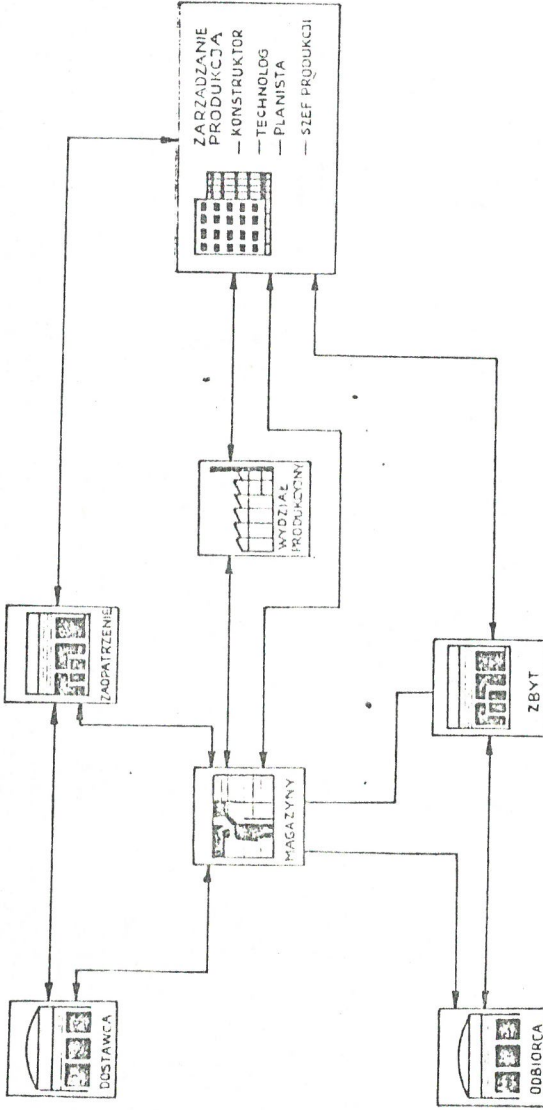 DOSTAWCA
ZAOPATRZENIE
ZARZĄDZANIE
PRODUKCJĄ
— KONSTRUKTOR
— TECHNOLOG
— PLANISTA
— SZEF PRODUKCJI
MAGAZYNY
WYDZIAŁ
PRODUKCYJNY
ODBIORCA
ZBYT